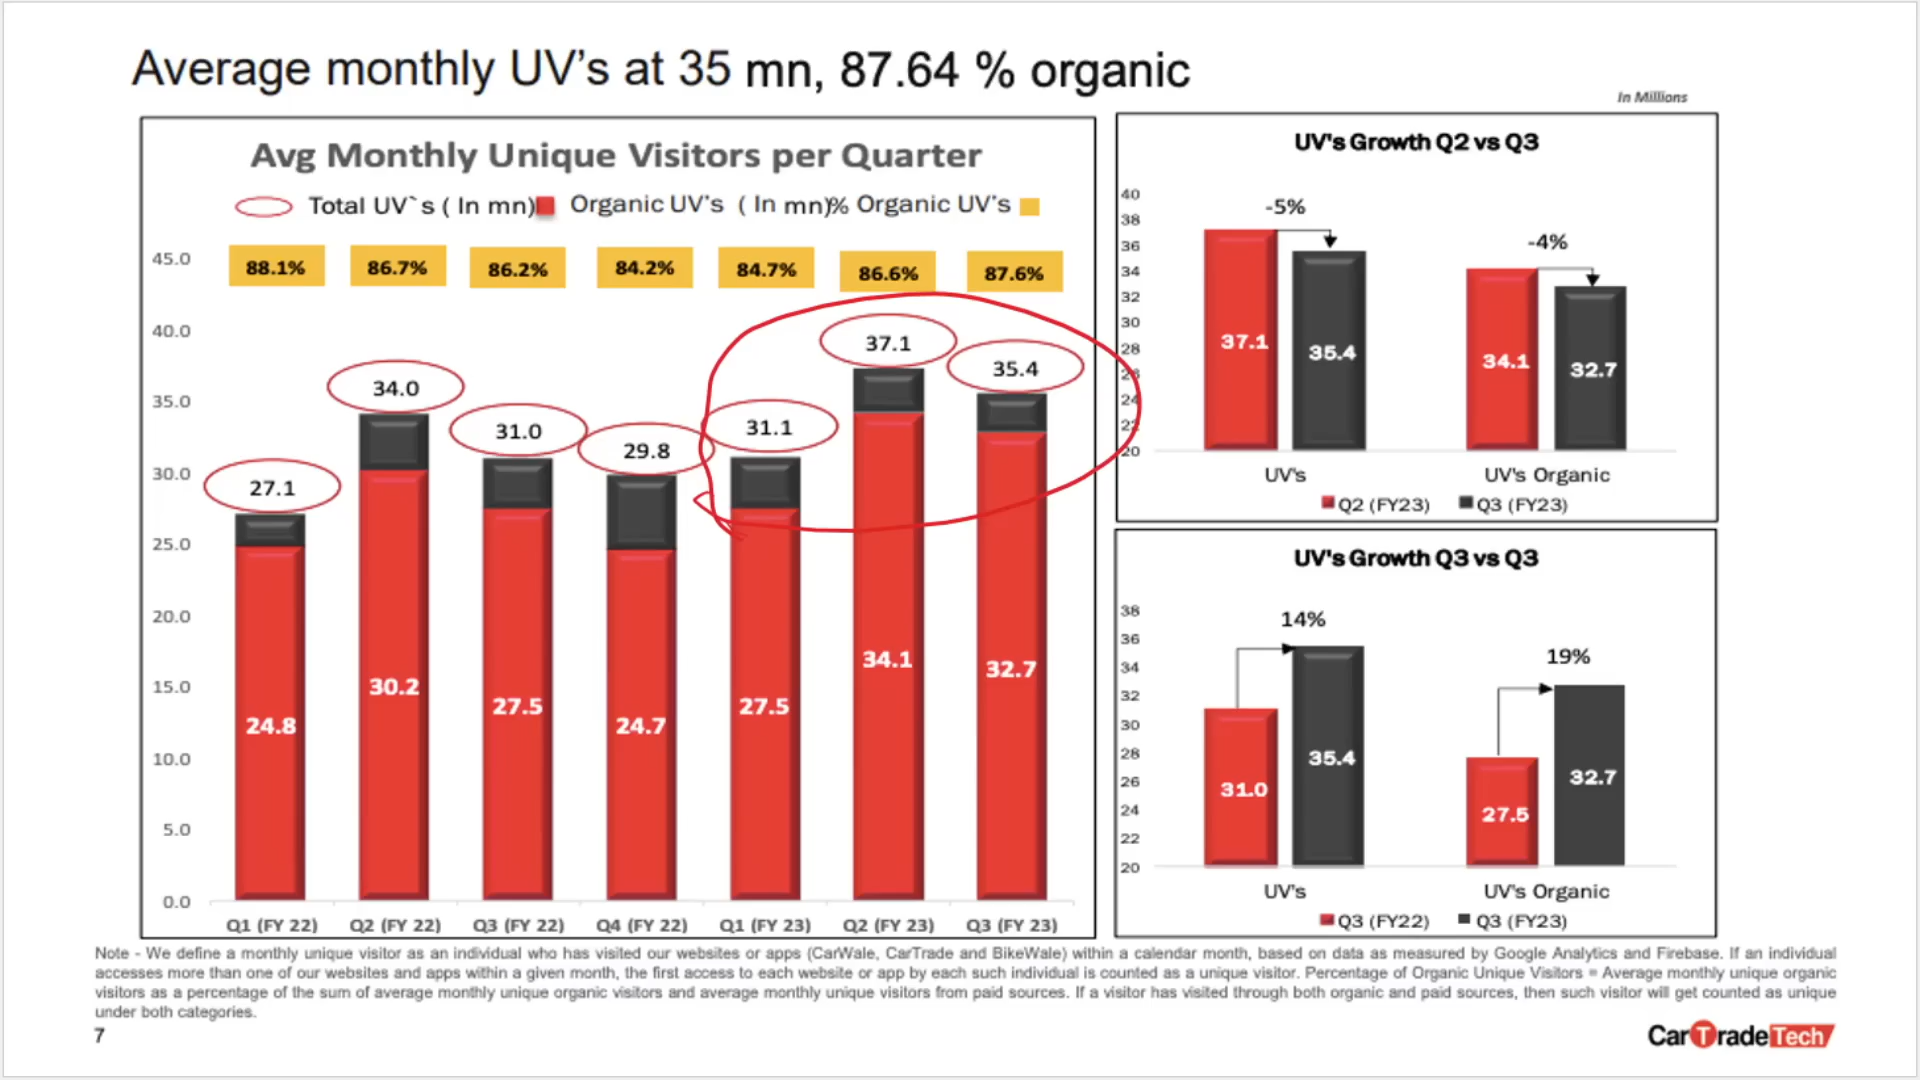 Average monthly UV's at 35 mn, 87.64 % organic
In Millions
Avg Monthly Unique Visitors per Quarter
Total UV`s ( In mn) Organic UV's ( In mn)% Organic UV's
45.0
40.0
35.0
30.0
25.0
20.0
15.0
10.0
5.0
0.0
88.1% 86.7% 86.2% 84.2% 84.7% 86.6% 87.6%
27.1 34.0 31.0 29.8 31.1 37.1 35.4
24.8 30.2 27.5 24.7 27.5 34.1 32.7
Q1 (FY 22) Q2 (FY 22) Q3 (FY 22) Q4 (FY 22) Q1 (FY 23) Q2 (FY 23) Q3 (FY 23)
UV's Growth Q2 vs Q3
40
38
36
34
32
30
28
26
24
22
20
-5% -4%
37.1 35.4 34.1 32.7
UV's UV's Organic
Q2 (FY23) Q3 (FY23)
UV's Growth Q3 vs Q3
38
36
34
32
30
28
26
24
22
20
14% 19%
31.0 35.4 27.5 32.7
UV's UV's Organic
Q3 (FY22) Q3 (FY23)
Note - We define a monthly unique visitor as an individual who has visited our websites or apps (CarWale, CarTrade and BikeWale) within a calendar month, based on data as measured by Google Analytics and Firebase. If an individual
accesses more than one of our websites and apps within a given month, the first access to each website or app by each such individual is counted as a unique visitor. Percentage of Organic Unique Visitors = Average monthly unique organic
visitors as a percentage of the sum of average monthly unique organic visitors and average monthly unique visitors from paid sources. If a visitor has visited through both organic and paid sources, then such visitor will get counted as unique
under both categories.
7
CarTradeTech